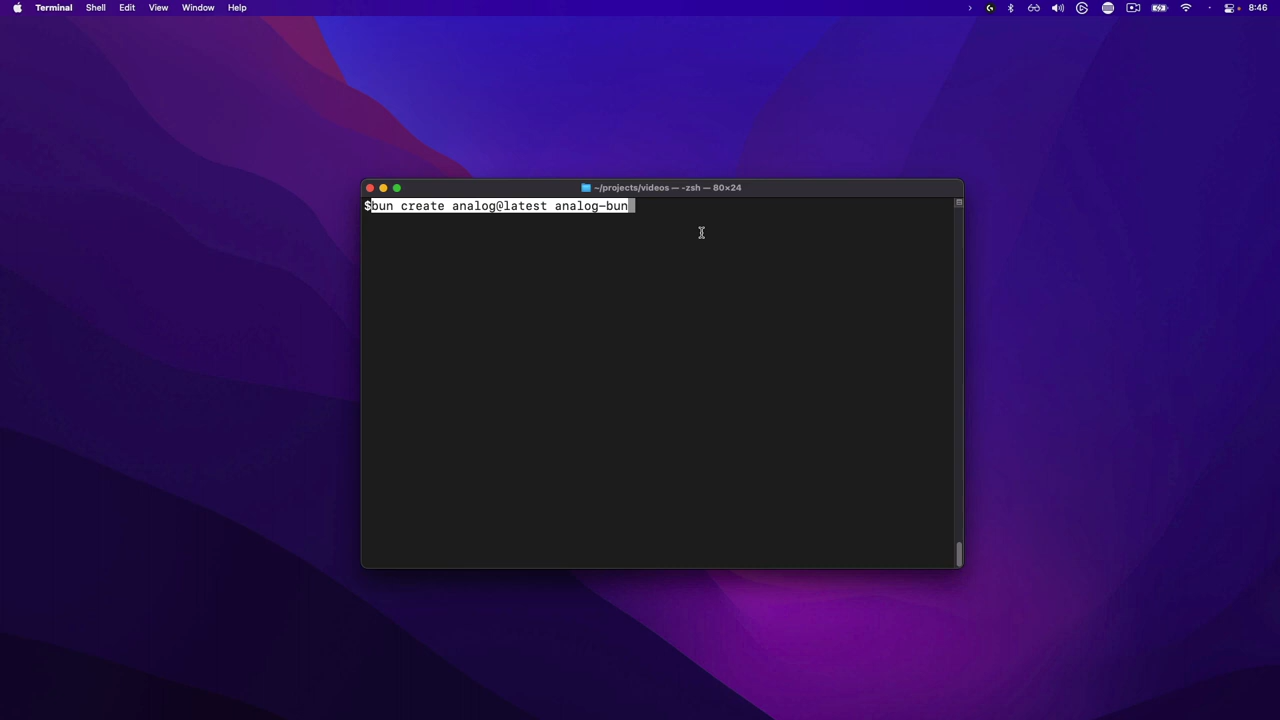 Terminal Shell Edit View Window Help 8:46
~/projects/videos — -zsh — 80×24
$bun create analog@latest analog-bun